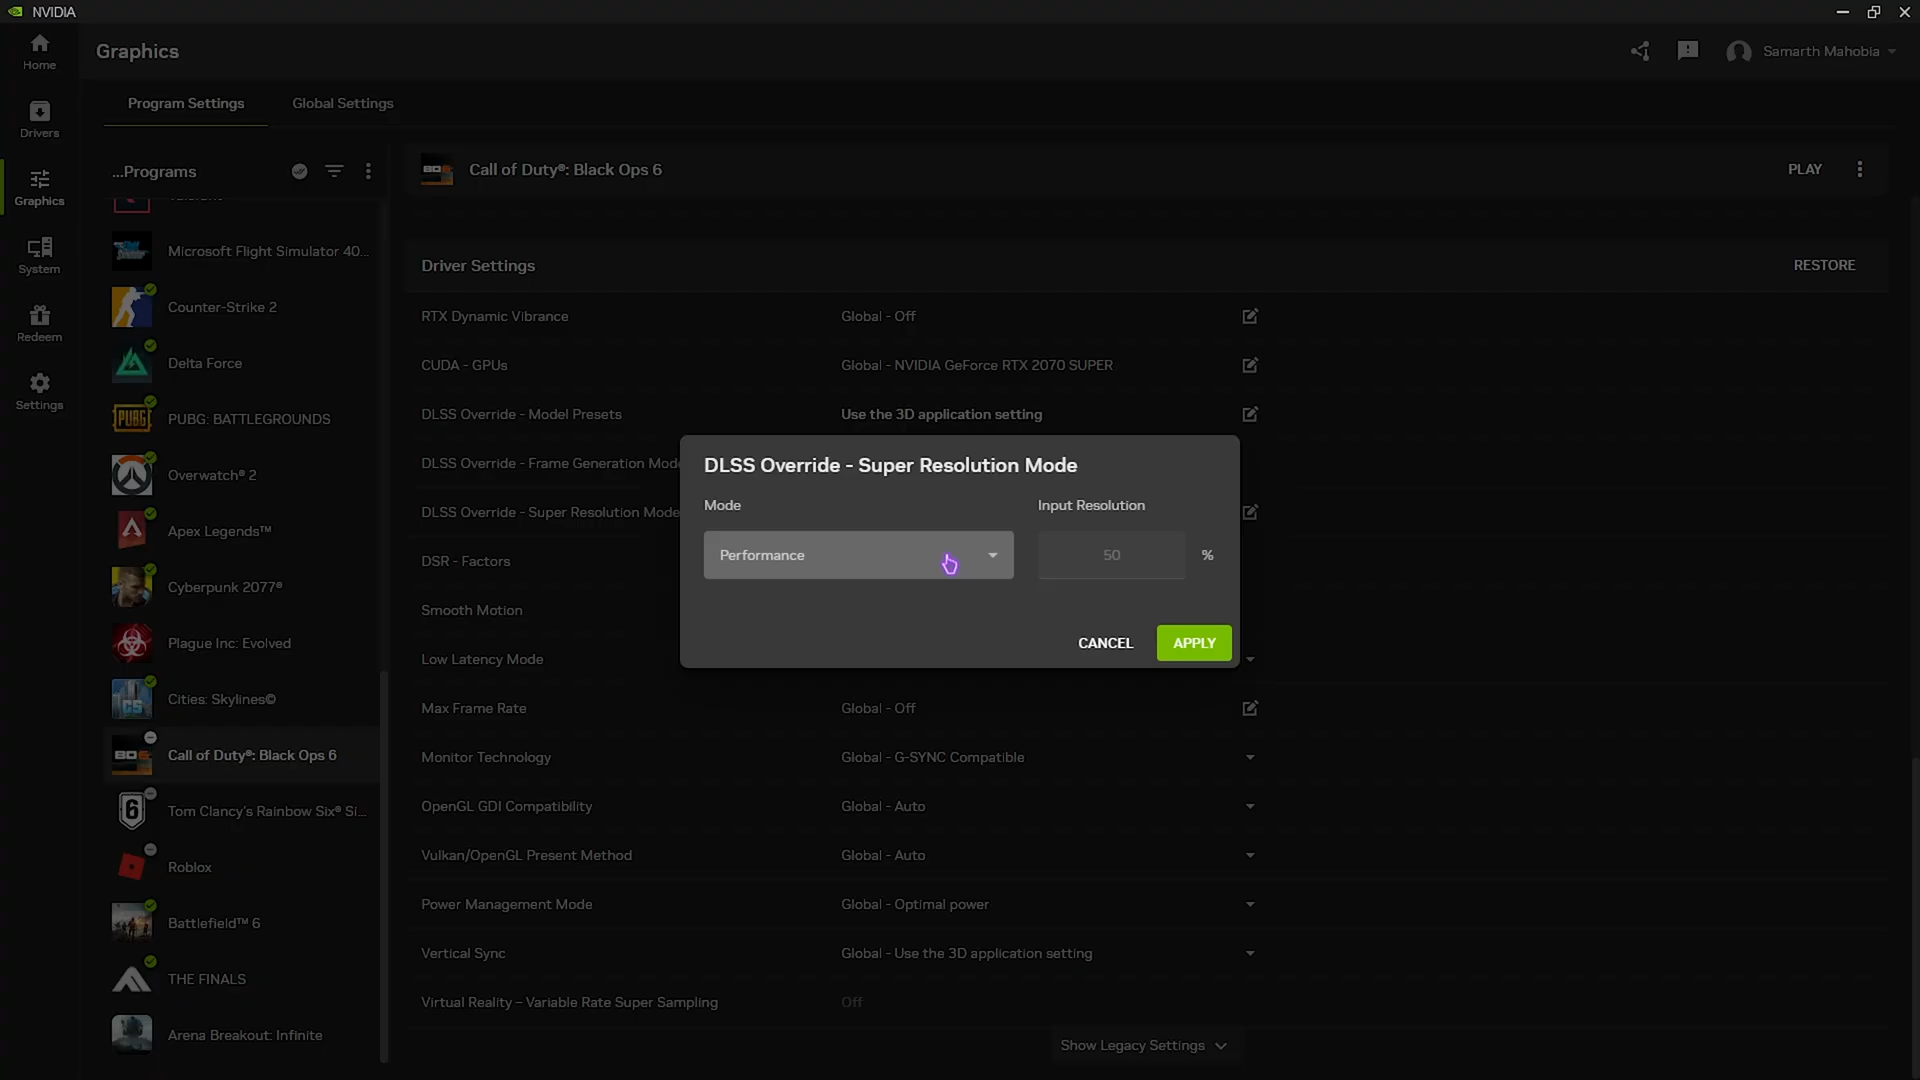 NVIDIA
Home
Graphics
Samarth Mahobia
Drivers
Program Settings
Global Settings
Graphics
...Programs
Call of Duty®: Black Ops 6
PLAY
Microsoft Flight Simulator 40...
Driver Settings
RESTORE
System
Counter-Strike 2
RTX Dynamic Vibrance
Global - Off
Redeem
Delta Force
CUDA - GPUs
Global - NVIDIA GeForce RTX 2070 SUPER
Settings
PUBG
PUBG: BATTLEGROUNDS
DLSS Override - Model Presets
Use the 3D application setting
Overwatch® 2
DLSS Override - Frame Generation Mode
DLSS Override - Super Resolution Mode
Mode
Input Resolution
Apex Legends™
DLSS Override - Super Resolution Mode
Performance
50
%
DSR - Factors
Cyberpunk 2077®
Smooth Motion
Plague Inc: Evolved
Low Latency Mode
CANCEL
APPLY
CS
Cities: Skylines©
Max Frame Rate
Global - Off
BO6
Call of Duty®: Black Ops 6
Monitor Technology
Global - G-SYNC Compatible
6
Tom Clancy's Rainbow Six® Si...
OpenGL GDI Compatibility
Global - Auto
Roblox
Vulkan/OpenGL Present Method
Global - Auto
Battlefield™ 6
Power Management Mode
Global - Optimal power
THE FINALS
Vertical Sync
Global - Use the 3D application setting
Virtual Reality – Variable Rate Super Sampling
Off
Arena Breakout: Infinite
Show Legacy Settings